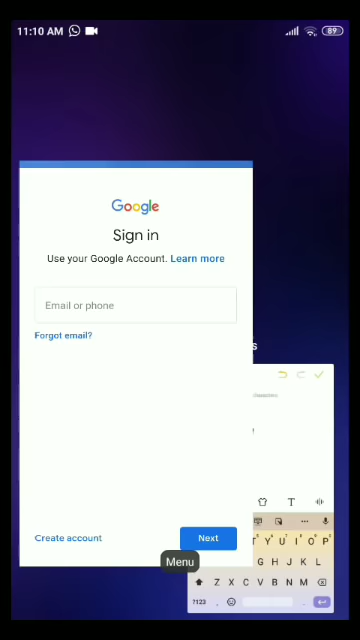 11:10 AM
89
Google
Sign in
Use your Google Account. Learn more
Email or phone
Forgot email?
s
T
T Y U I O P
G H J K L
Create account
Next
Menu
Z X C V B N M
?123 ,